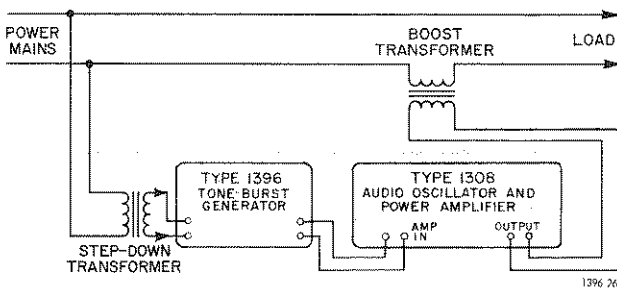 POWER
MAINS
BOOST
TRANSFORMER
LOAD
TYPE 1396
TONE-BURST
GENERATOR
TYPE 1308
AUDIO OSCILLATOR AND
POWER AMPLIFIER
AMP
IN
OUTPUT
STEP-DOWN
TRANSFORMER
1396 26